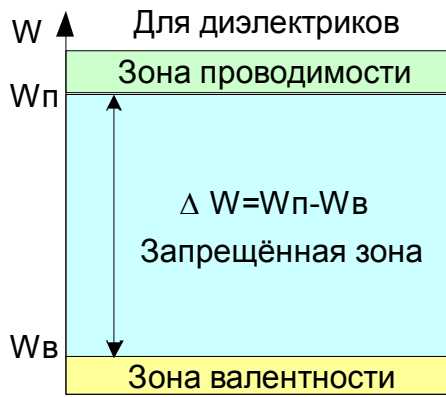 W Для диэлектриков
Зона проводимости
Wп
Δ W=Wп-Wв
Запрещённая зона
Wв
Зона валентности